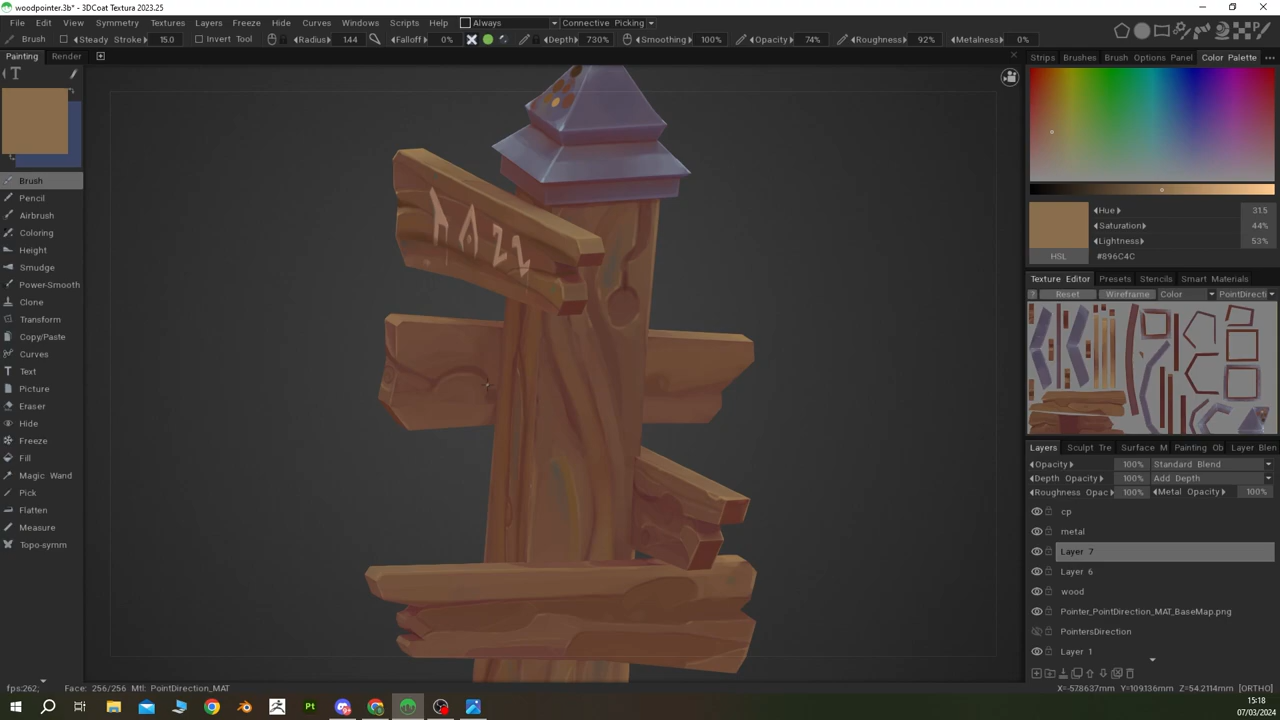 woodpointer.3b* - 3DCoat Textura 2023.25
File Edit View Symmetry Textures Layers Freeze Hide Curves Windows Scripts Help Always Connective Picking
Brush Steady Stroke 15.0 Invert Tool Radius 144 Falloff 0% Depth 730% Smoothing 100% Opacity 74% Roughness 92% Metalness 0%
Painting Render
Strips Brushes Brush Options Panel Color Palette
Brush
Pencil
Airbrush
Coloring
Height
Smudge
Power-Smooth
Clone
Transform
Copy/Paste
Curves
Text
Picture
Eraser
Hide
Freeze
Fill
Magic Wand
Pick
Flatten
Measure
Topo-symm
Hue 315
Saturation 44%
Lightness 53%
HSL #896C4C
Texture Editor Presets Stencils Smart Materials
? Reset Wireframe Color PointDirecti
Layers Sculpt Tre Surface M Painting Ob Layer Blen
Opacity 100% Standard Blend
Depth Opacity 100% Add Depth
Roughness Opac 100% Metal Opacity 100%
cp
metal
Layer 7
Layer 6
wood
Pointer_PointDirection_MAT_BaseMap.png
PointersDirection
Layer 1
fps:262; Face: 256/256 Mtl: PointDirection_MAT
X=-578637mm Y=109136mm Z=54.2114mm [ORTHO]
15:18
07/03/2024